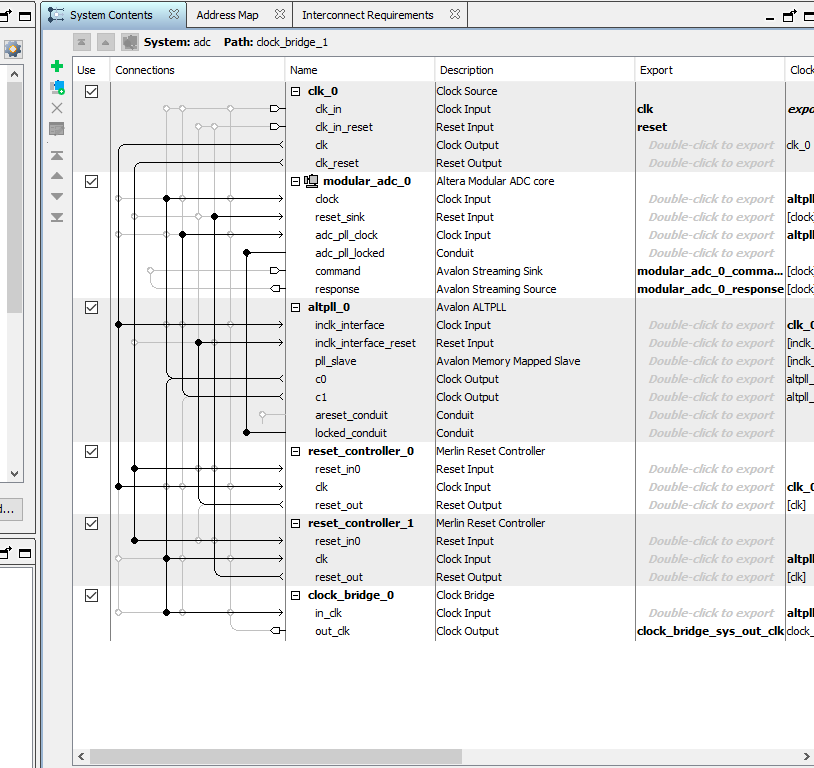 System Contents Address Map Interconnect Requirements
System: adc Path: clock_bridge_1
Use Connections Name Description Export Clock
clk_0 Clock Source
clk_in Clock Input clk
clk_in_reset Reset Input reset
clk Clock Output Double-click to export clk_0
clk_reset Reset Output Double-click to export
modular_adc_0 Altera Modular ADC core
clock Clock Input Double-click to export altpll
reset_sink Reset Input Double-click to export [clock]
adc_pll_clock Clock Input Double-click to export altpll
adc_pll_locked Conduit Double-click to export
command Avalon Streaming Sink modular_adc_0_comma... [clock]
response Avalon Streaming Source modular_adc_0_response [clock]
altpll_0 Avalon ALTPLL
inclk_interface Clock Input Double-click to export clk_0
inclk_interface_reset Reset Input Double-click to export [inclk_
pll_slave Avalon Memory Mapped Slave Double-click to export [inclk_
c0 Clock Output Double-click to export altpll_
c1 Clock Output Double-click to export altpll_
areset_conduit Conduit Double-click to export
locked_conduit Conduit Double-click to export
reset_controller_0 Merlin Reset Controller
reset_in0 Reset Input Double-click to export
clk Clock Input Double-click to export clk_0
reset_out Reset Output Double-click to export [clk]
reset_controller_1 Merlin Reset Controller
reset_in0 Reset Input Double-click to export
clk Clock Input Double-click to export altpll
reset_out Reset Output Double-click to export [clk]
clock_bridge_0 Clock Bridge
in_clk Clock Input Double-click to export altpll
out_clk Clock Output clock_bridge_sys_out_clk clock_
d...